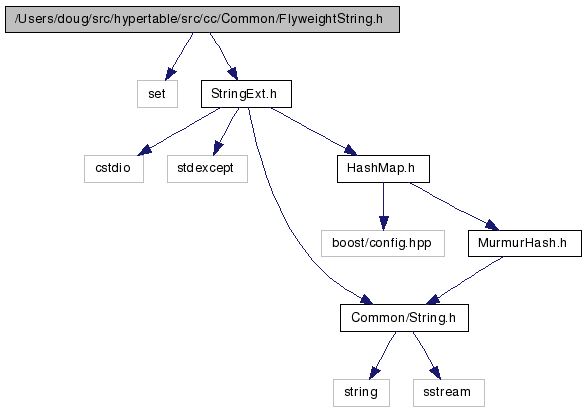 /Users/doug/src/hypertable/src/cc/Common/FlyweightString.h
set
StringExt.h
cstdio
stdexcept
HashMap.h
boost/config.hpp
MurmurHash.h
Common/String.h
string
sstream